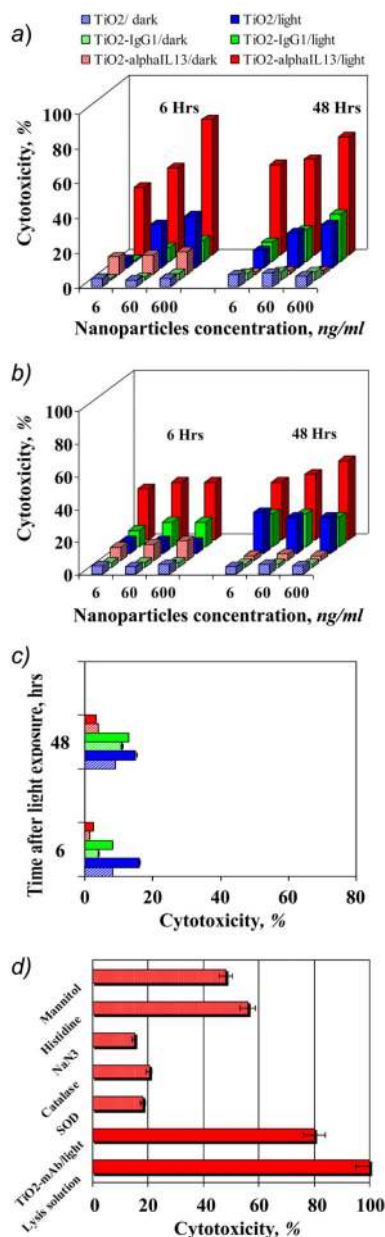 TiO2/ dark TiO2/light
TiO2-IgG1/dark TiO2-IgG1/light
TiO2-alphaIL13/dark TiO2-alphaIL13/light
a)
6 Hrs 48 Hrs
Cytotoxicity, %
100
80
60
40
20
0
6 60 600 6 60 600
Nanoparticles concentration, ng/ml
b)
6 Hrs 48 Hrs
Cytotoxicity, %
100
80
60
40
20
0
6 60 600 6 60 600
Nanoparticles concentration, ng/ml
c)
Time after light exposure, hrs
48
6
0 20 40 60 80
Cytotoxicity, %
d)
Mannitol
Histidine
NaN3
Catalase
SOD
TiO2-mAb/light
Lysis solution
0 20 40 60 80 100
Cytotoxicity, %